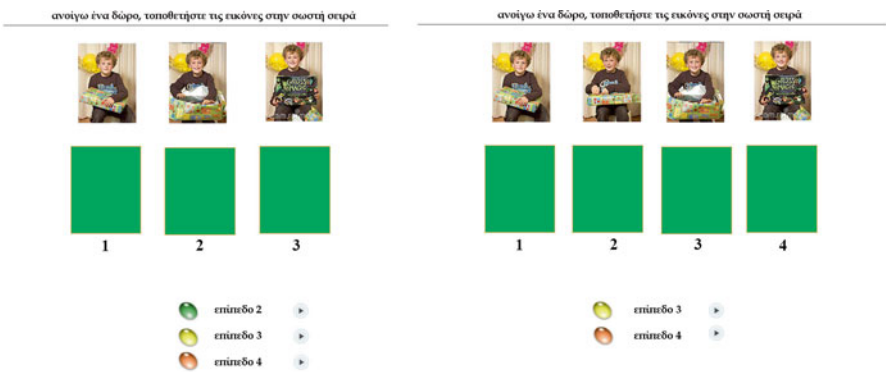 ανοίγω ένα δώρο, τοποθετήστε τις εικόνες στην σωστή σειρά
1 2 3
επίπεδο 2
επίπεδο 3
επίπεδο 4
ανοίγω ένα δώρο, τοποθετήστε τις εικόνες στην σωστή σειρά
1 2 3 4
επίπεδο 3
επίπεδο 4